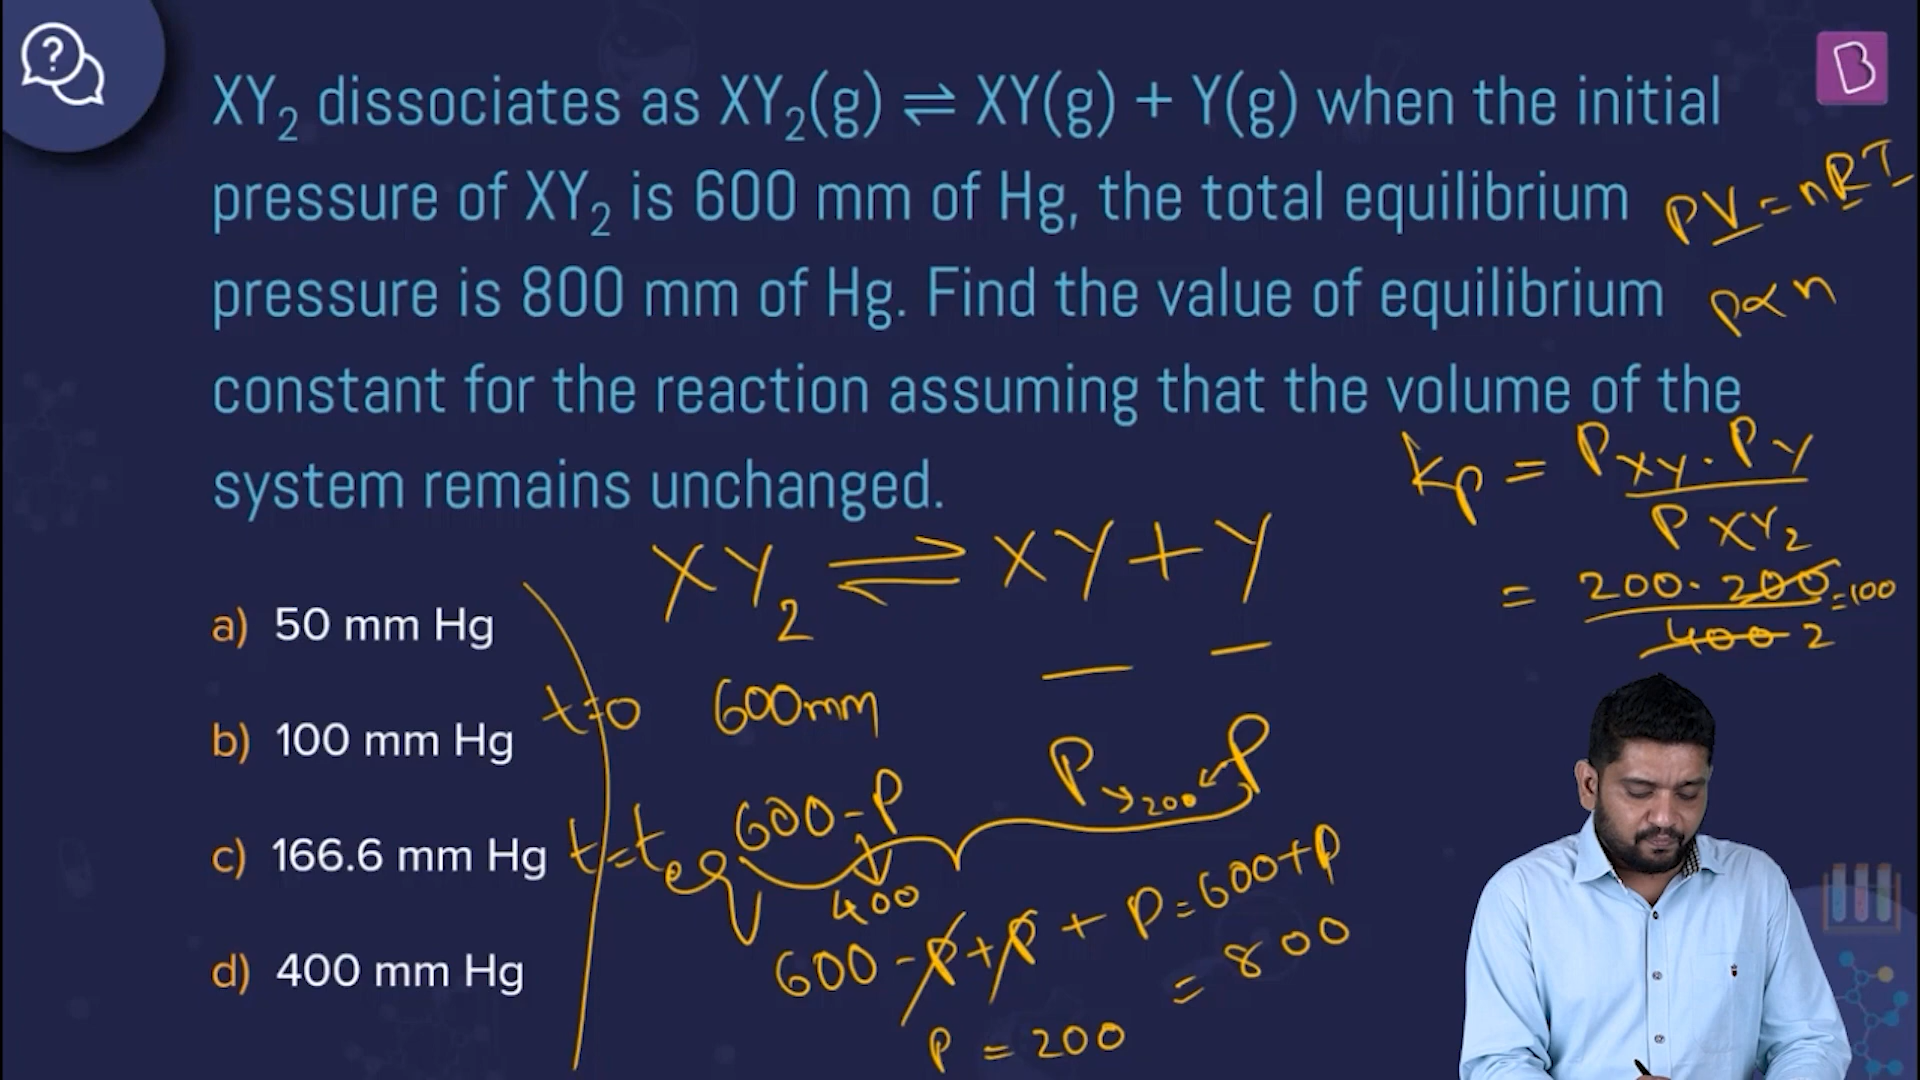 XY₂ dissociates as XY₂(g) ⇌ XY(g) + Y(g) when the initial
pressure of XY₂ is 600 mm of Hg, the total equilibrium
pressure is 800 mm of Hg. Find the value of equilibrium
constant for the reaction assuming that the volume of the
system remains unchanged.
PV = nRT
P ∝ n
kp = P XY . P Y / P XY₂
= 200 . 200 / 400 2 = 100
XY₂ ⇌ XY + Y
a) 50 mm Hg
b) 100 mm Hg
c) 166.6 mm Hg
d) 400 mm Hg
t=0 600mm — —
t=teq 600-P P → 200 ← P
400
600 - P + P + P = 600 + P
= 800
P = 200
B
?